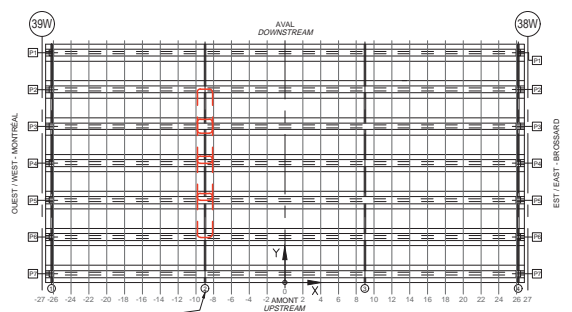 39W 38W
AVAL
DOWNSTREAM
P1 P1
P2 P2
P3 P3
P4 P4
P5 P5
P6 P6
P7 P7
OUEST / WEST - MONTRÉAL
EST / EAST - BROSSARD
Y
X
1 2 3 4
-27 -26 -24 -22 -20 -18 -16 -14 -12 -10 -8 -6 -4 -2 0 2 4 6 8 10 12 14 16 18 20 22 24 26 27
AMONT
UPSTREAM